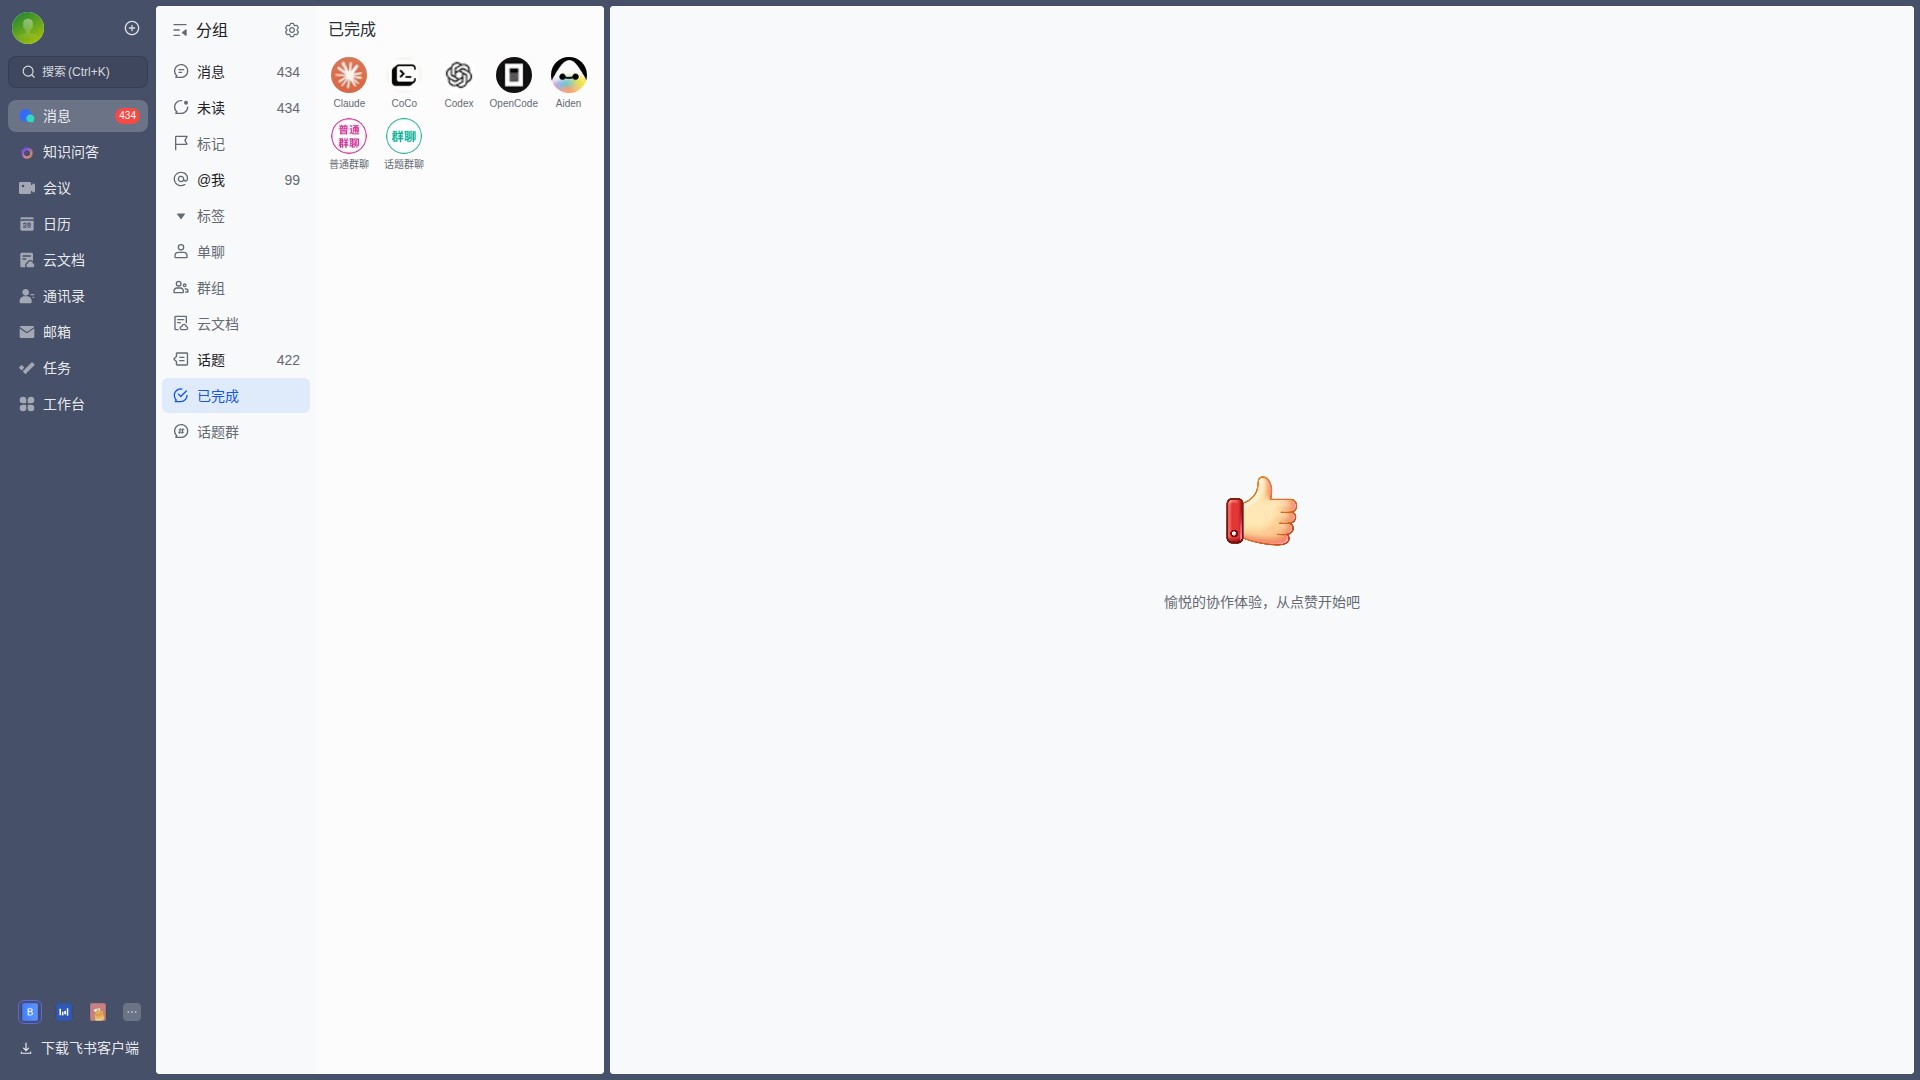 搜索 (Ctrl+K)
消息 434
知识问答
会议
日历
云文档
通讯录
邮箱
任务
工作台
B
下载飞书客户端
分组
消息 434
未读 434
标记
@我 99
标签
单聊
群组
云文档
话题 422
已完成
话题群
已完成
Claude CoCo Codex OpenCode Aiden
普通
群聊
群聊
普通群聊 话题群聊
愉悦的协作体验，从点赞开始吧